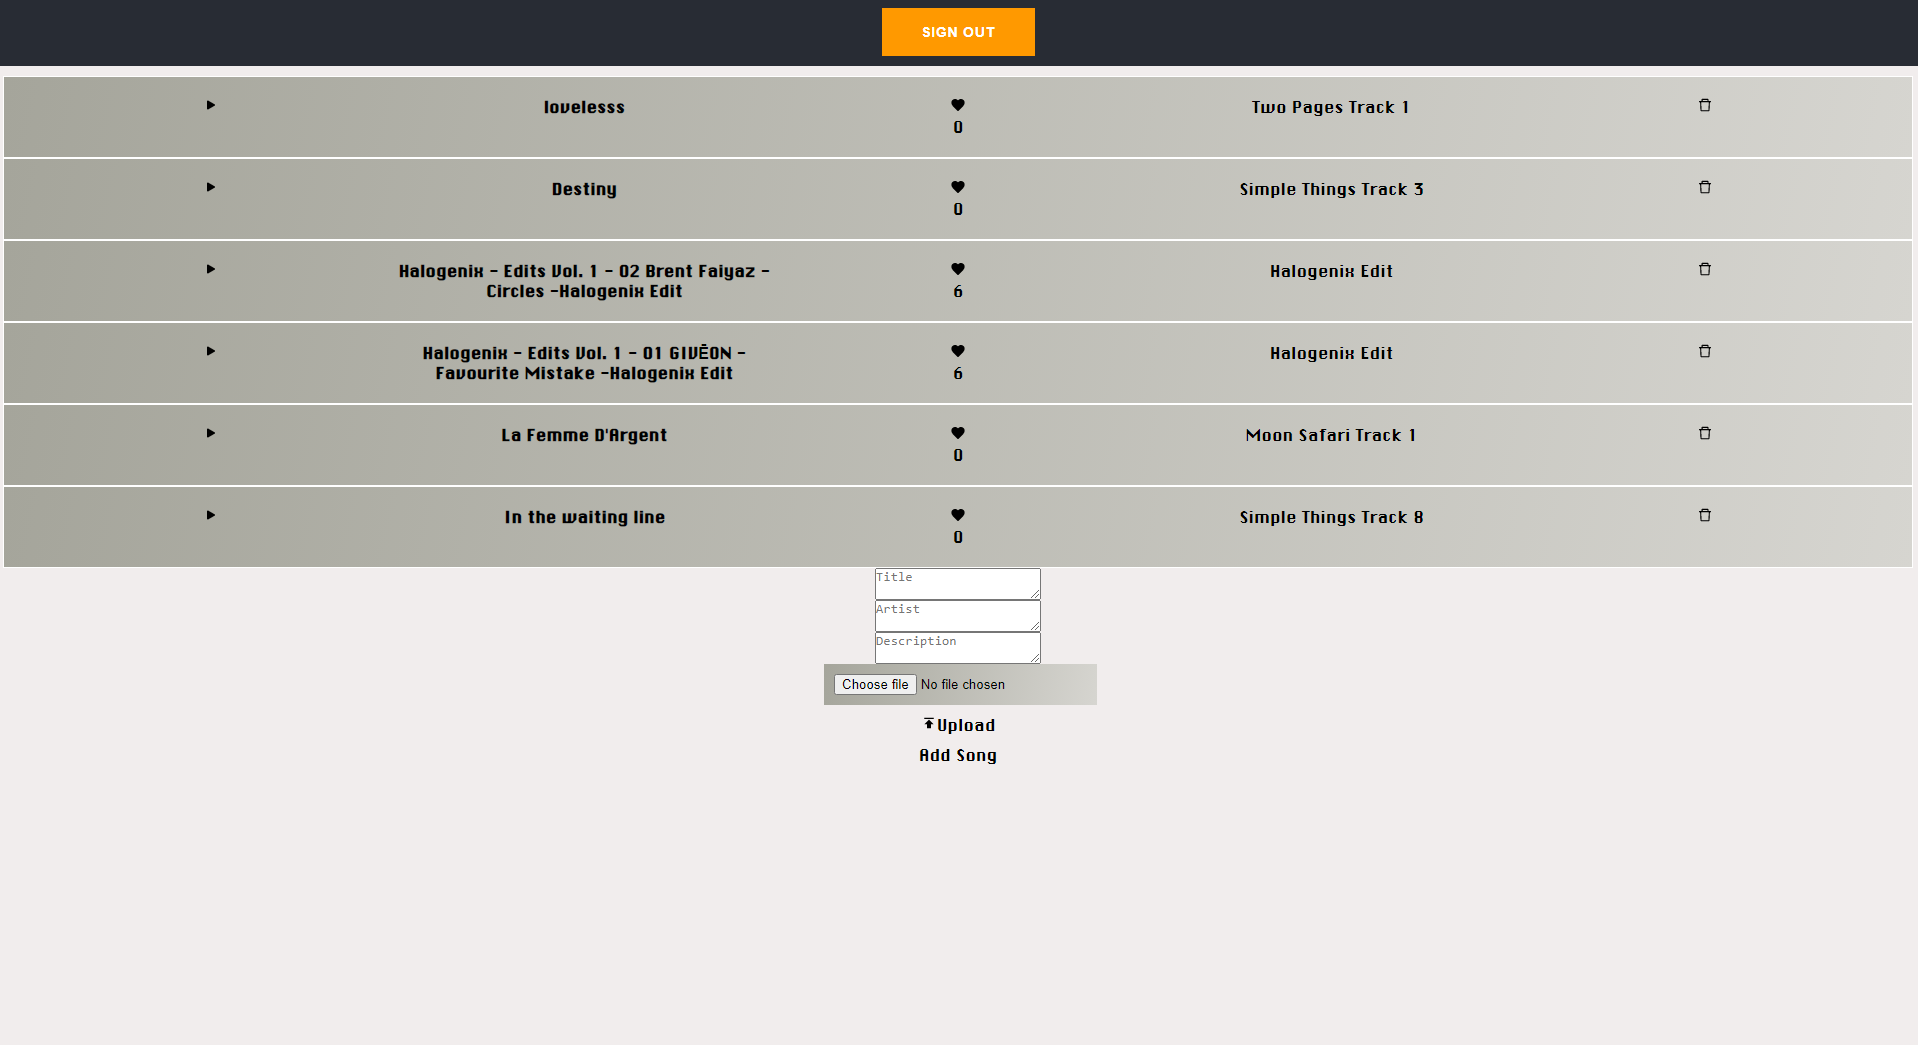 SIGN OUT
lovelesss
0
Two Pages Track 1
Destiny
0
Simple Things Track 3
Halogenix - Edits Vol. 1 - 02 Brent Faiyaz -
Circles -Halogenix Edit
6
Halogenix Edit
Halogenix - Edits Vol. 1 - 01 GIVĒON -
Favourite Mistake -Halogenix Edit
6
Halogenix Edit
La Femme D'Argent
0
Moon Safari Track 1
In the waiting line
0
Simple Things Track 8
Title
Artist
Description
Choose file No file chosen
Upload
Add Song